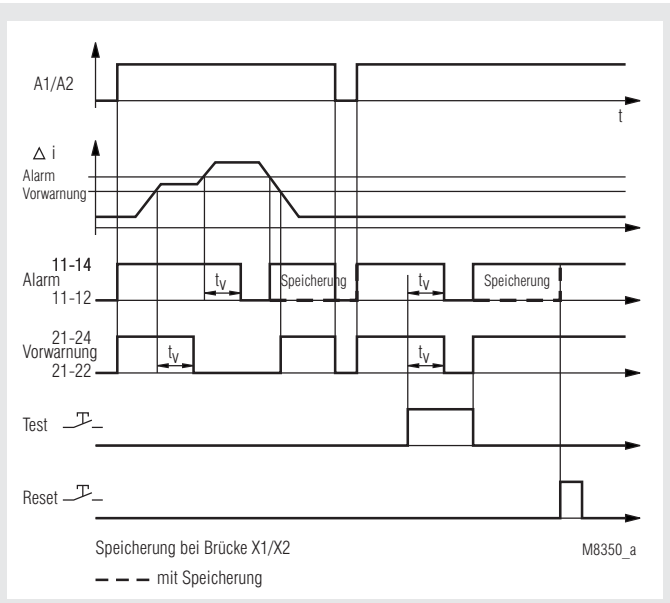 A1/A2
t
△ i
Alarm
Vorwarnung
11-14
Alarm
11-12
tv
Speicherung
tv
Speicherung
21-24
Vorwarnung
21-22
tv
tv
Test
Reset
Speicherung bei Brücke X1/X2
M8350_a
mit Speicherung